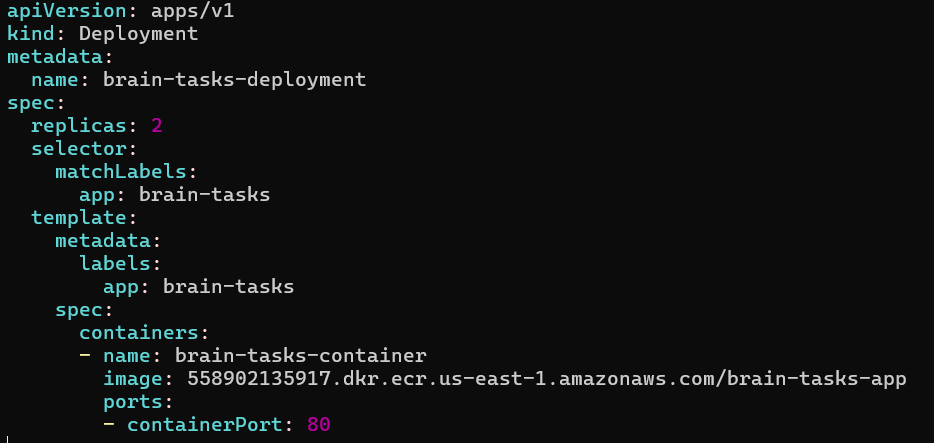 apiVersion: apps/v1
kind: Deployment
metadata:
  name: brain-tasks-deployment
spec:
  replicas: 2
  selector:
    matchLabels:
      app: brain-tasks
  template:
    metadata:
      labels:
        app: brain-tasks
    spec:
      containers:
      - name: brain-tasks-container
        image: 558902135917.dkr.ecr.us-east-1.amazonaws.com/brain-tasks-app
        ports:
        - containerPort: 80